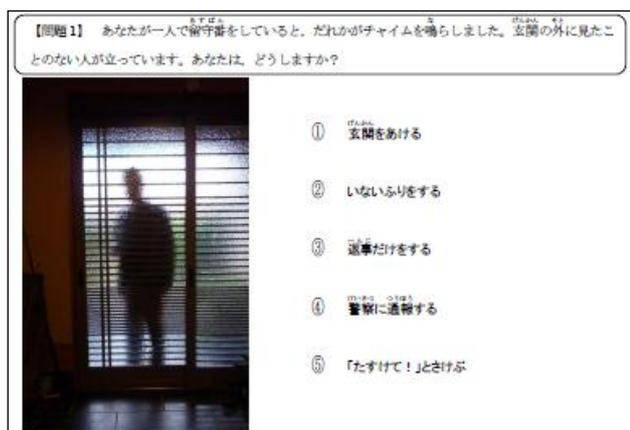 【問題1】 あなたが一人で留守番をしていると、だれかがチャイムを鳴らしました。玄関の外に見たこ
とのない人が立っています。あなたは、どうしますか？
① 玄関をあける
② いないふりをする
③ 返事だけをする
④ 警察に通報する
⑤ 「たすけて！」とさけぶ